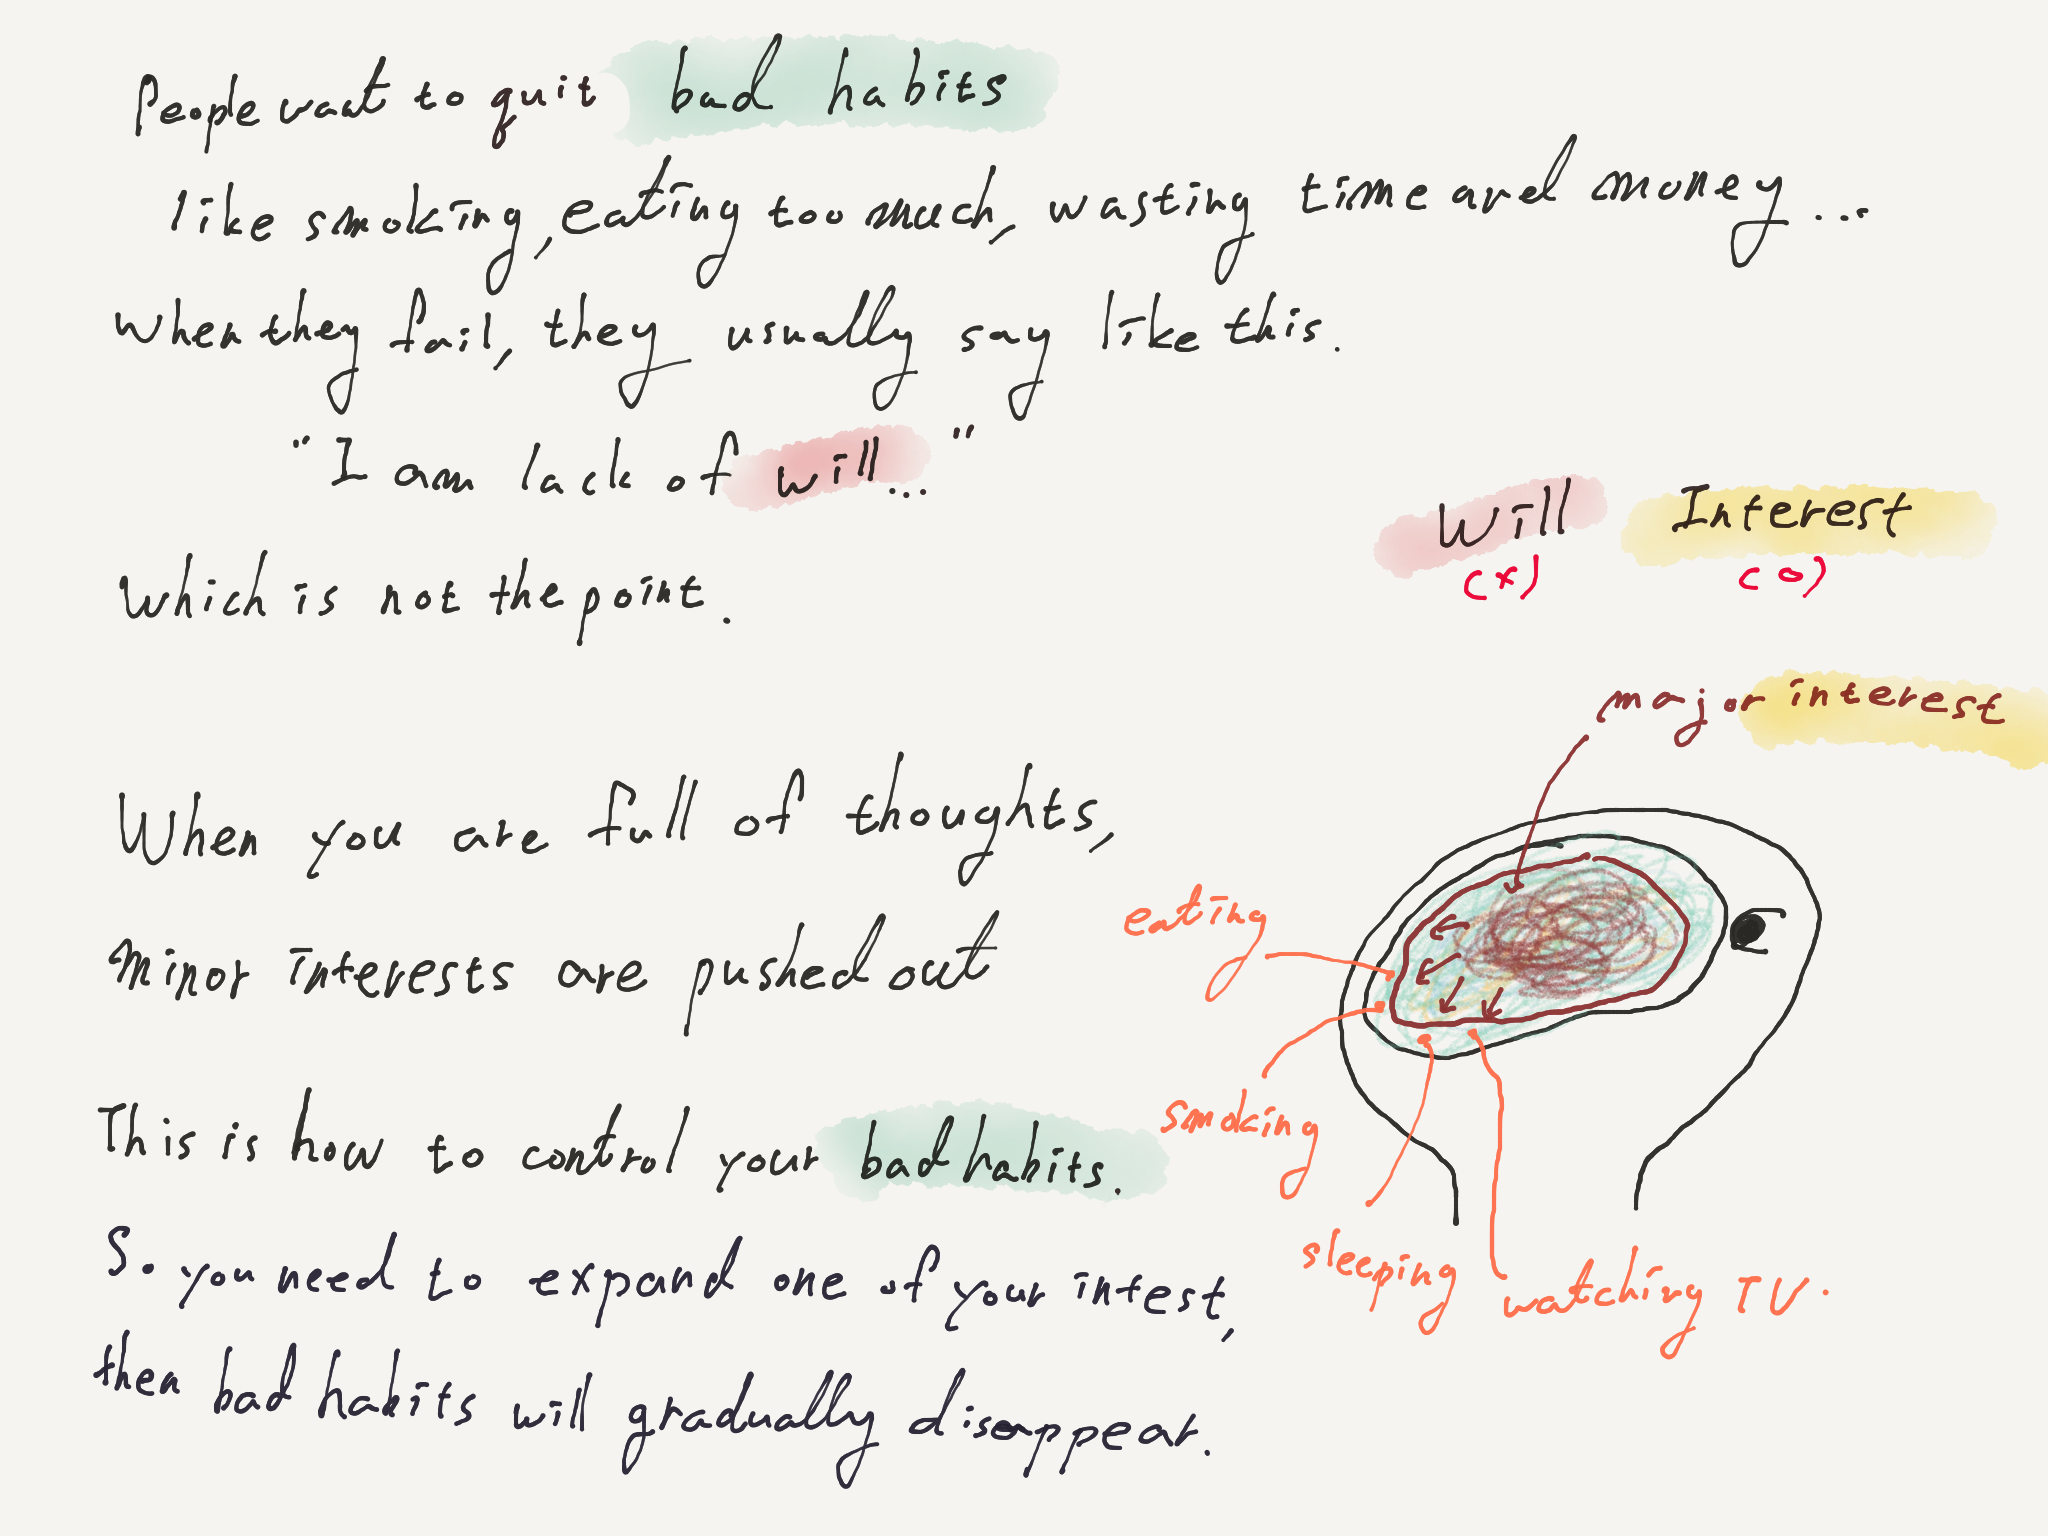 People want to quit bad habits
like smoking, eating too much, wasting time and money...
when they fail, they usually say like this.
"I am lack of will..."
Will Interest
(x) (o)
which is not the point.
major interest
When you are full of thoughts,
eating
minor interests are pushed out
smoking
This is how to control your bad habits.
sleeping
watching TV.
So you need to expand one of your intest,
then bad habits will gradually disappear.